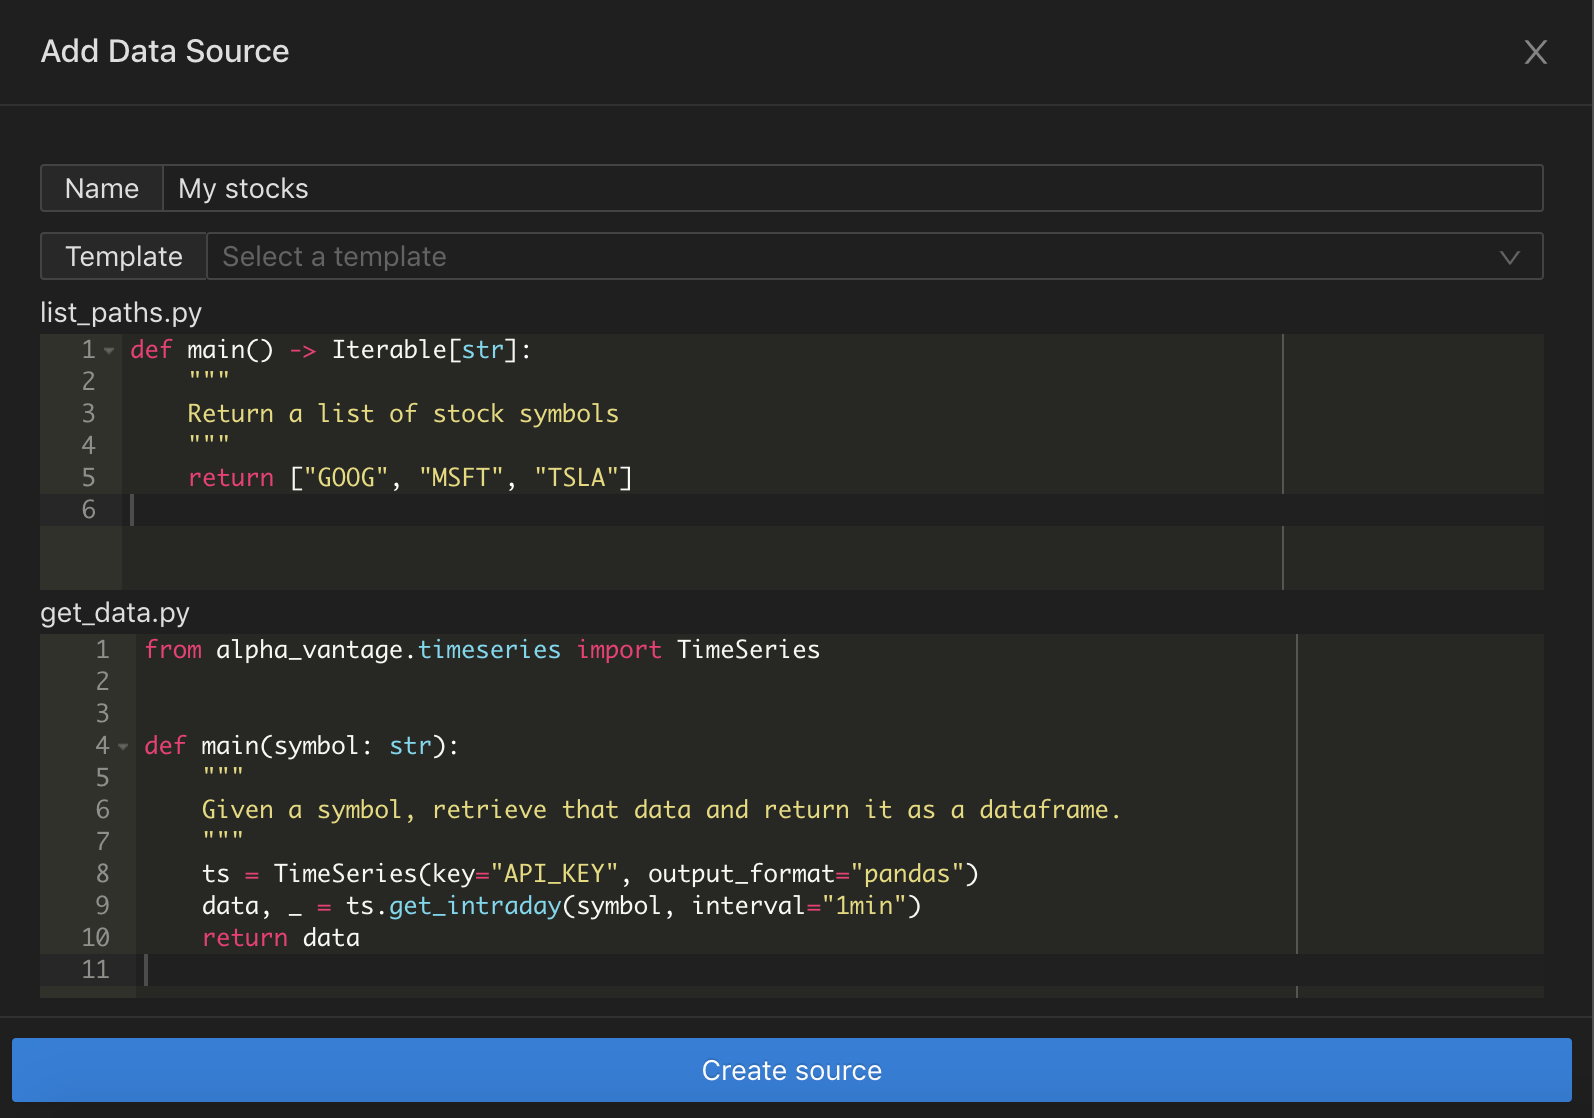 Add Data Source
Name My stocks
Template Select a template
list_paths.py
1 def main() -> Iterable[str]:
2     """
3     Return a list of stock symbols
4     """
5     return ["GOOG", "MSFT", "TSLA"]
6
get_data.py
1 from alpha_vantage.timeseries import TimeSeries
2
3
4 def main(symbol: str):
5     """
6     Given a symbol, retrieve that data and return it as a dataframe.
7     """
8     ts = TimeSeries(key="API_KEY", output_format="pandas")
9     data, _ = ts.get_intraday(symbol, interval="1min")
10     return data
11
Create source